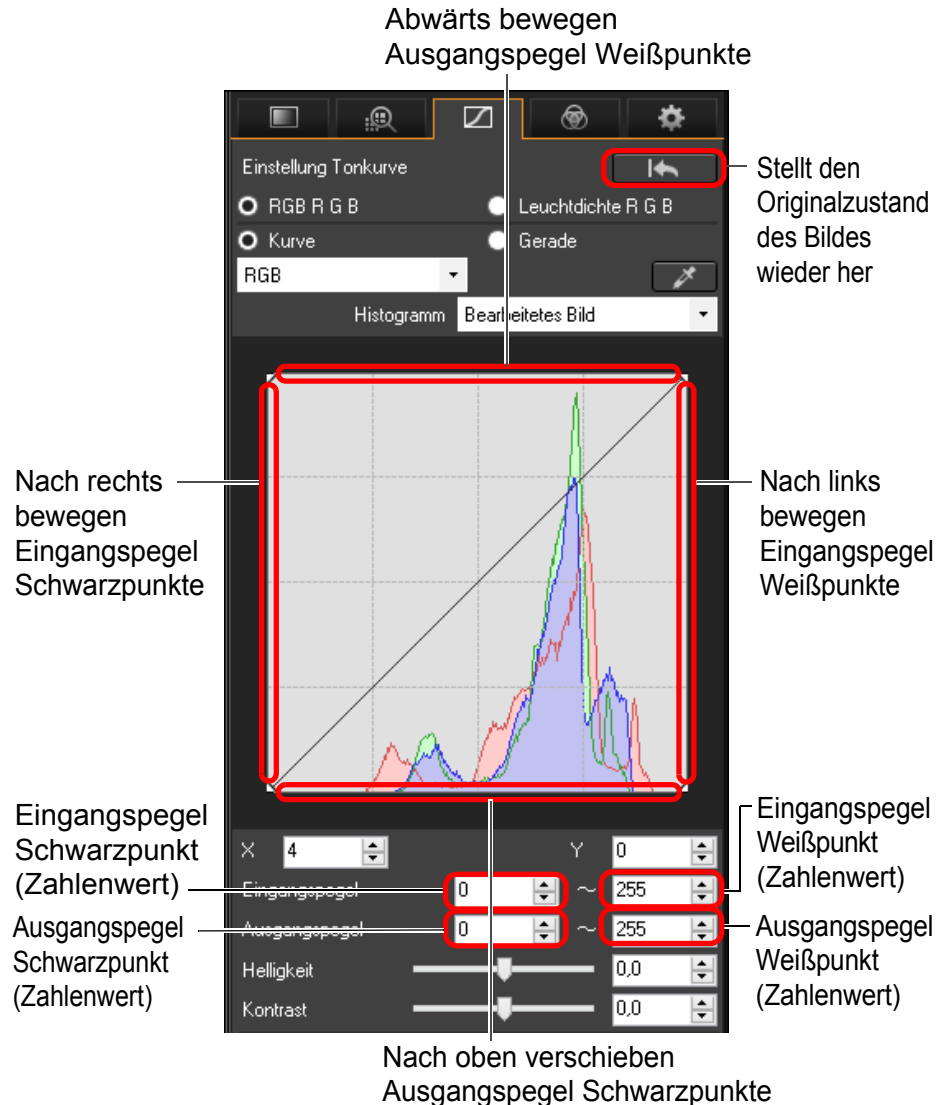 Abwärts bewegen
Ausgangspegel Weißpunkte
Einstellung Tonkurve
RGB R G B
Leuchtdichte R G B
Kurve
Gerade
RGB
Histogramm
Bearbeitetes Bild
Stellt den
Originalzustand
des Bildes
wieder her
Nach rechts
bewegen
Eingangspegel
Schwarzpunkte
Nach links
bewegen
Eingangspegel
Weißpunkte
Eingangspegel
Schwarzpunkt
(Zahlenwert)
Ausgangspegel
Schwarzpunkt
(Zahlenwert)
X 4
Y 0
Eingangspegel 0 ~ 255
Ausgangspegel 0 ~ 255
Helligkeit 0,0
Kontrast 0,0
Eingangspegel
Weißpunkt
(Zahlenwert)
Ausgangspegel
Weißpunkt
(Zahlenwert)
Nach oben verschieben
Ausgangspegel Schwarzpunkte